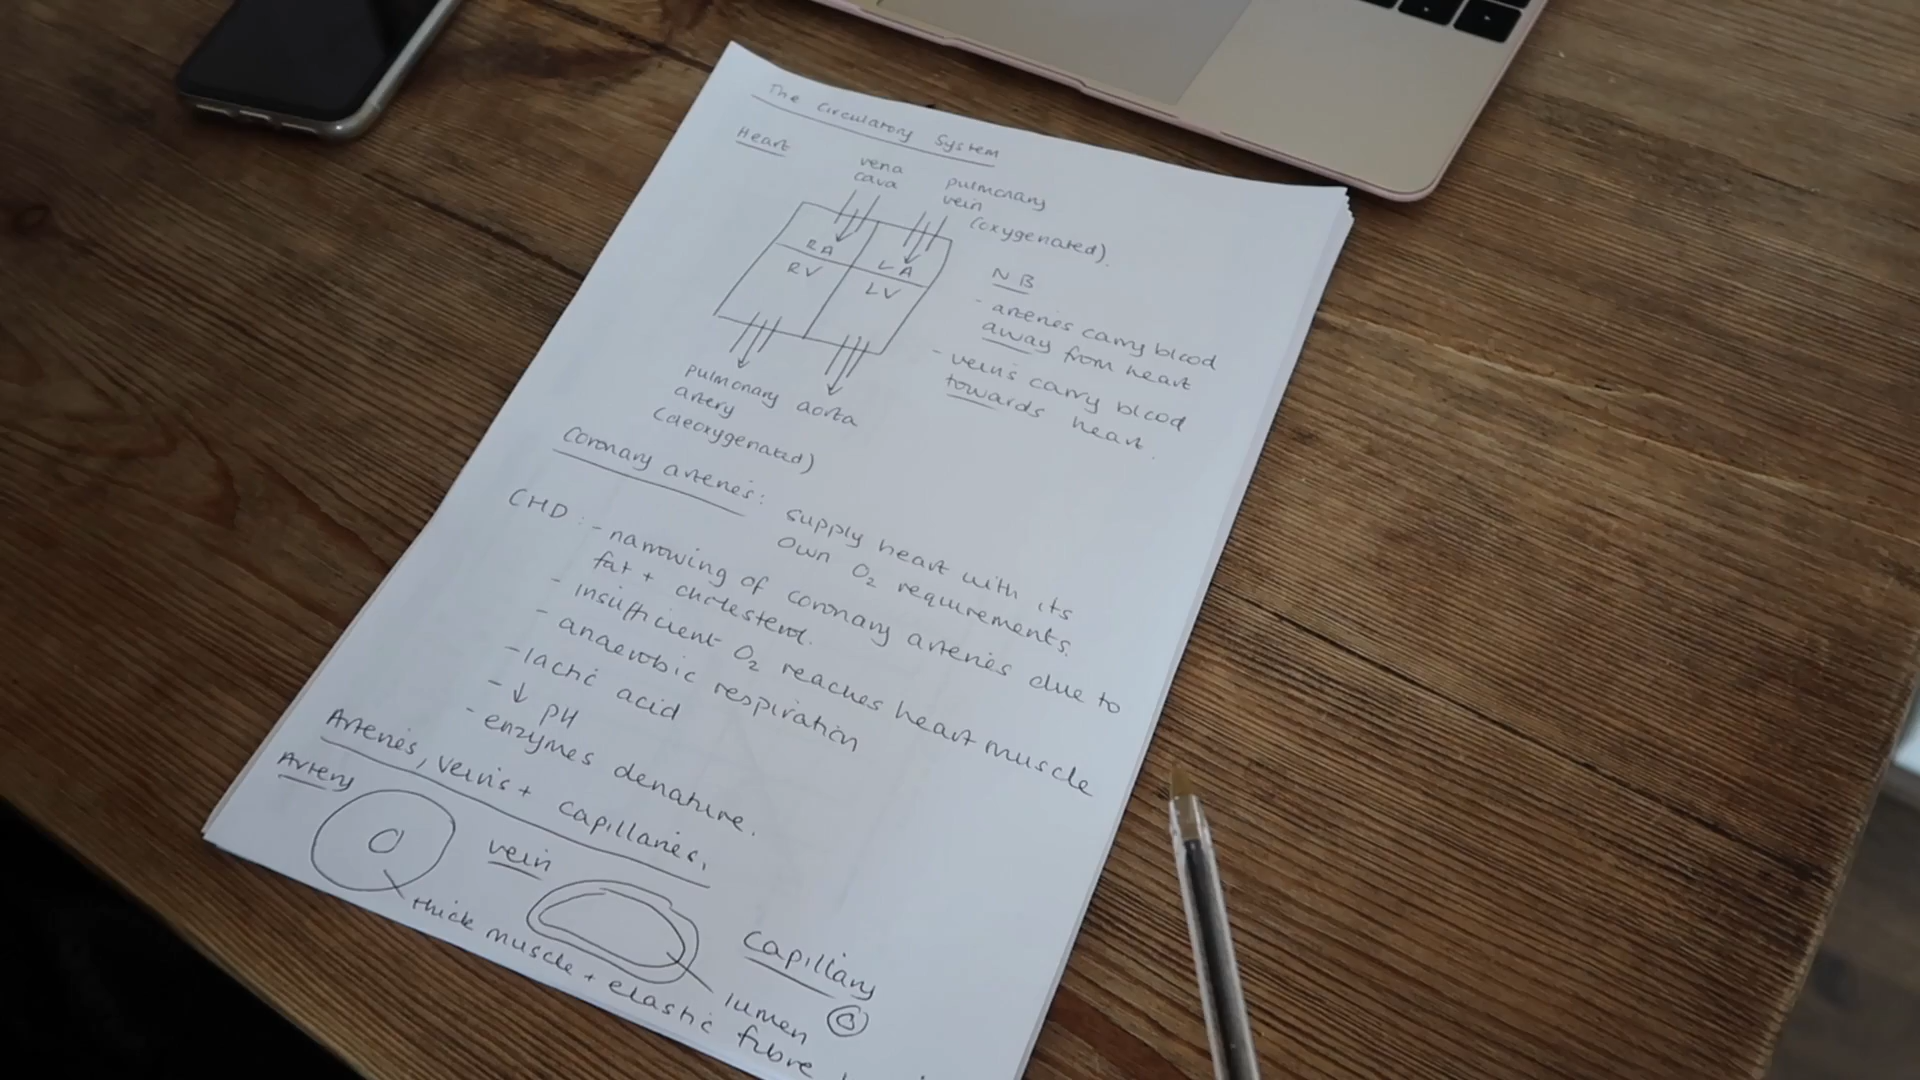 The Circulatory System
Heart
vena
cava
pulmonary
vein
(oxygenated).
RA
LA
RV
LV
pulmonary
artery
(deoxygenated)
aorta
NB
- arteries carry blood
away from heart
- veins carry blood
towards heart.
Coronary arteries: supply heart with its
own O₂ requirements.
CHD: - narrowing of coronary arteries due to
fat + cholesterol.
- insufficient O₂ reaches heart muscle
- anaerobic respiration
- lactic acid
- ↓ pH
- enzymes denature.
Arteries, veins + capillaries.
Artery
vein
capillary
thick muscle + elastic fibre
lumen